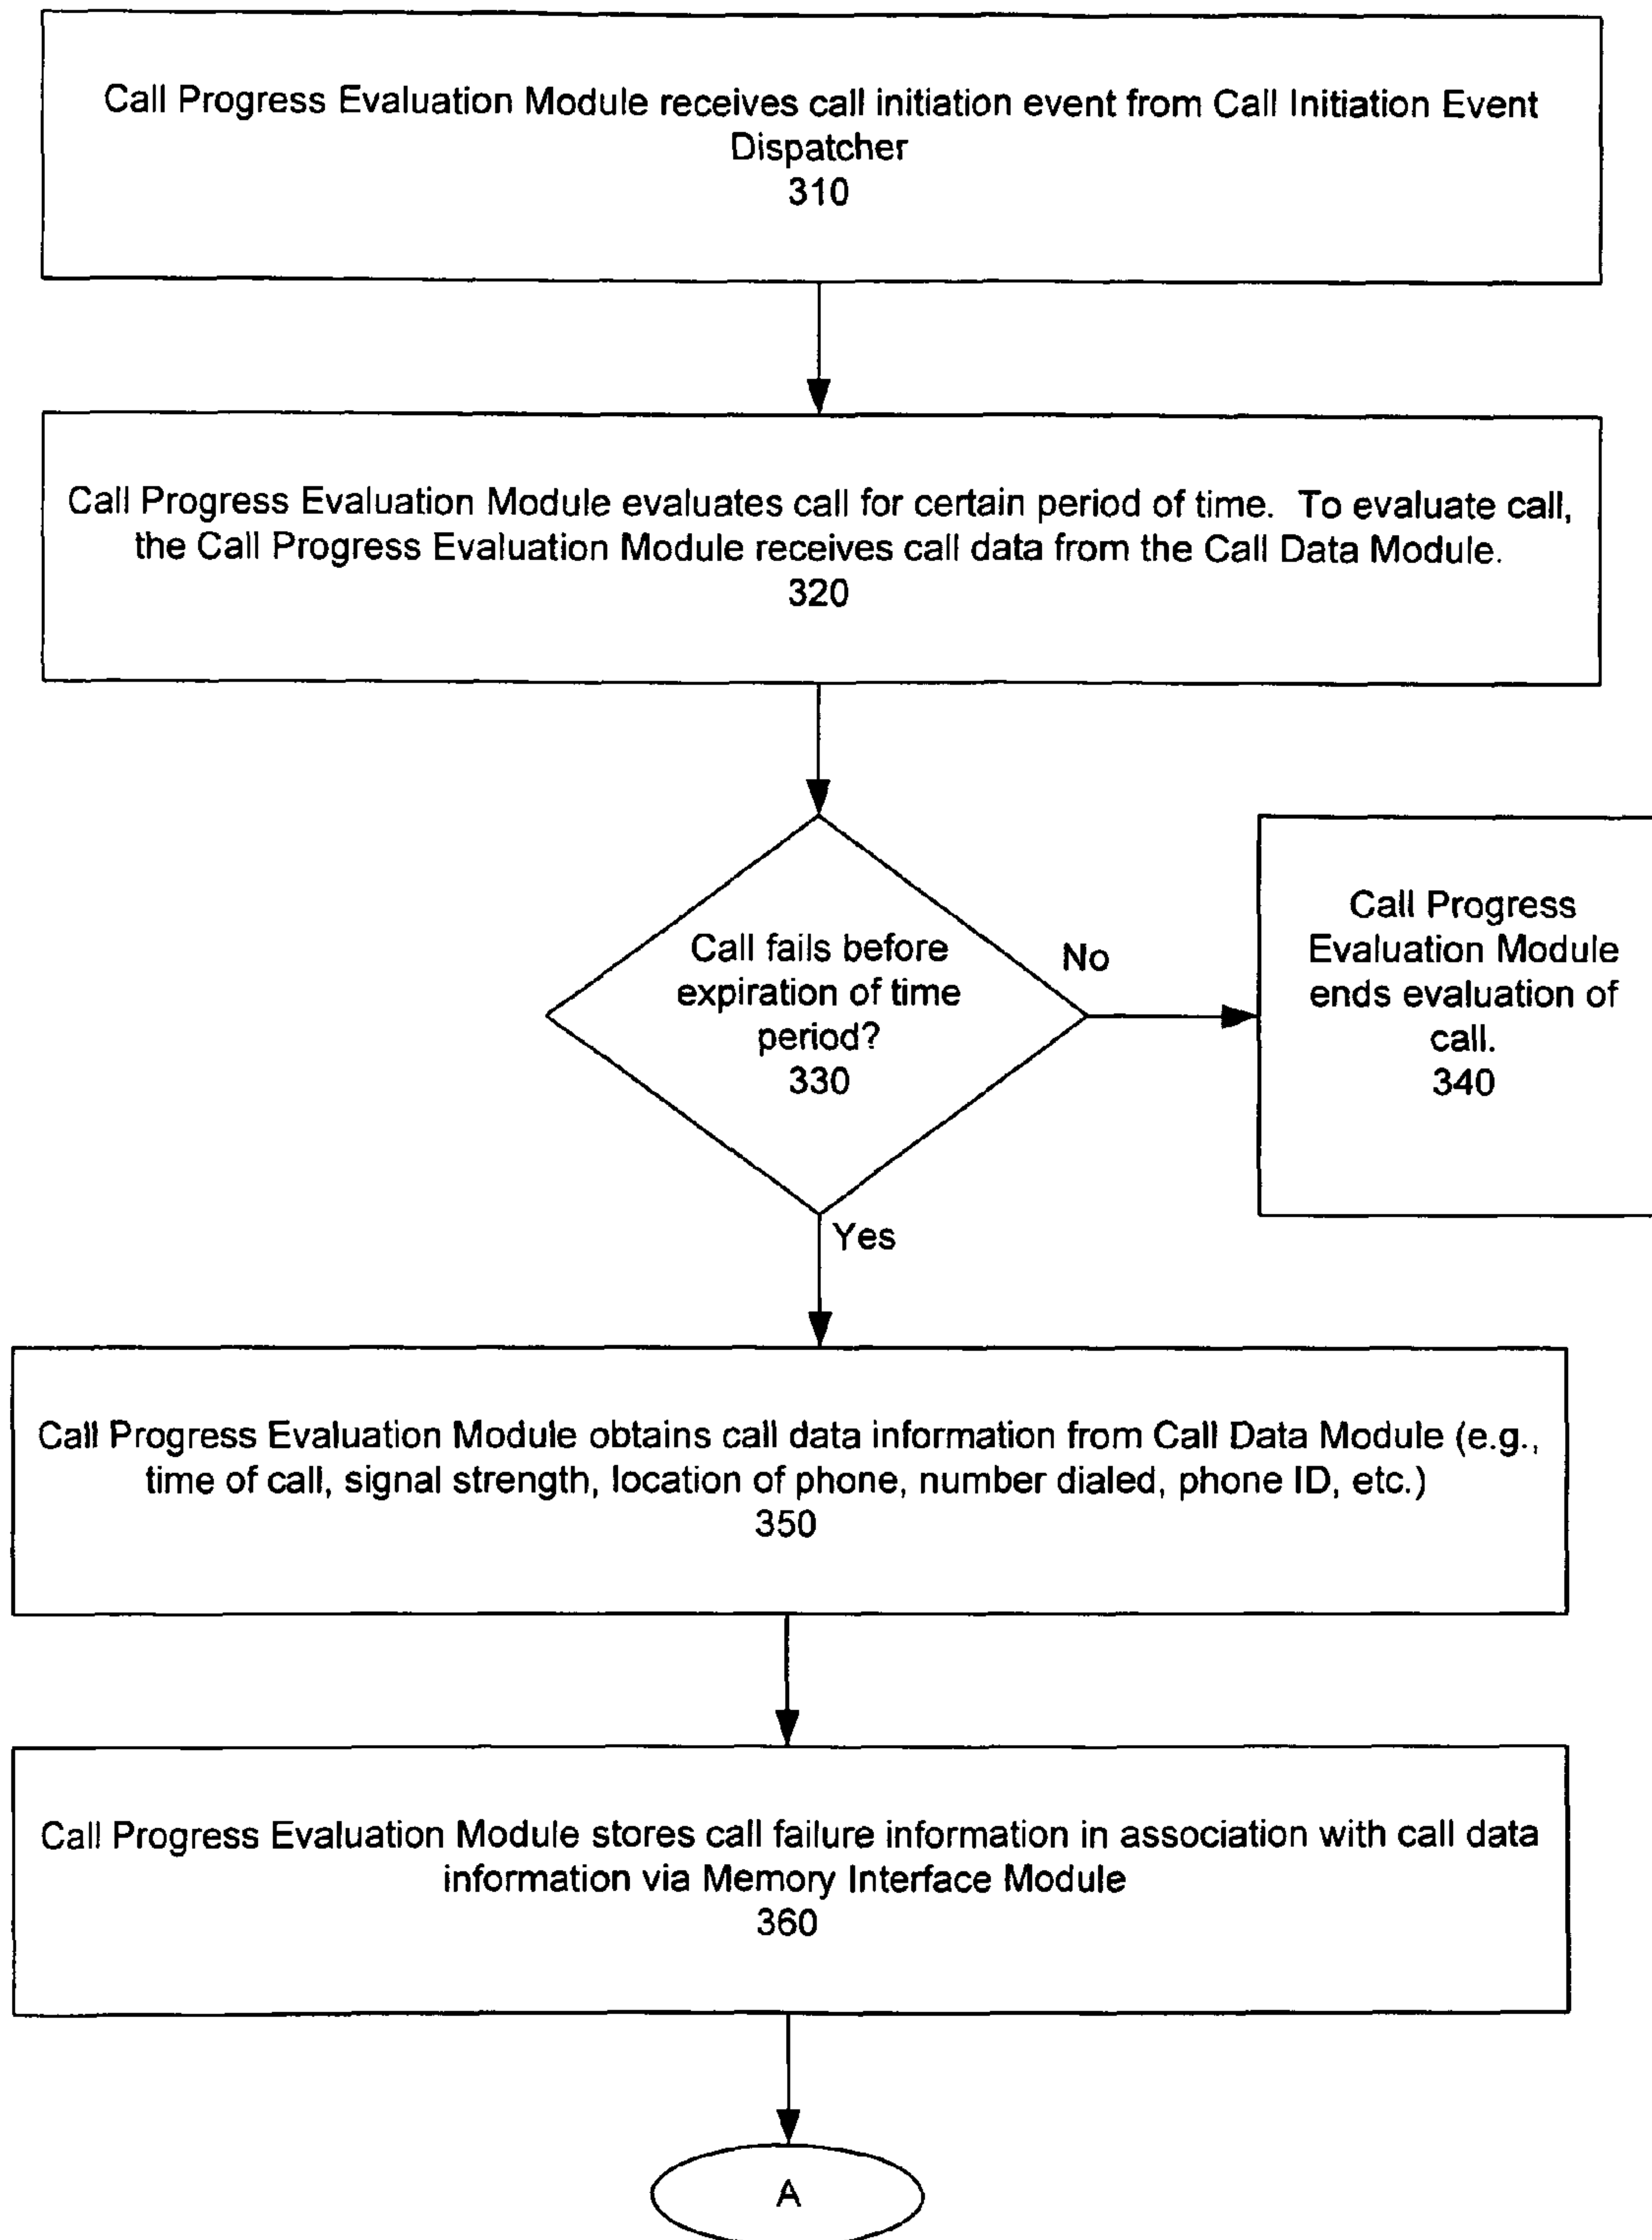 Call Progress Evaluation Module receives call initiation event from Call Initiation Event
Dispatcher
310
Call Progress Evaluation Module evaluates call for certain period of time. To evaluate call,
the Call Progress Evaluation Module receives call data from the Call Data Module.
320
Call fails before
expiration of time
period?
330
No
Call Progress
Evaluation Module
ends evaluation of
call.
340
Yes
Call Progress Evaluation Module obtains call data information from Call Data Module (e.g.,
time of call, signal strength, location of phone, number dialed, phone ID, etc.)
350
Call Progress Evaluation Module stores call failure information in association with call data
information via Memory Interface Module
360
A